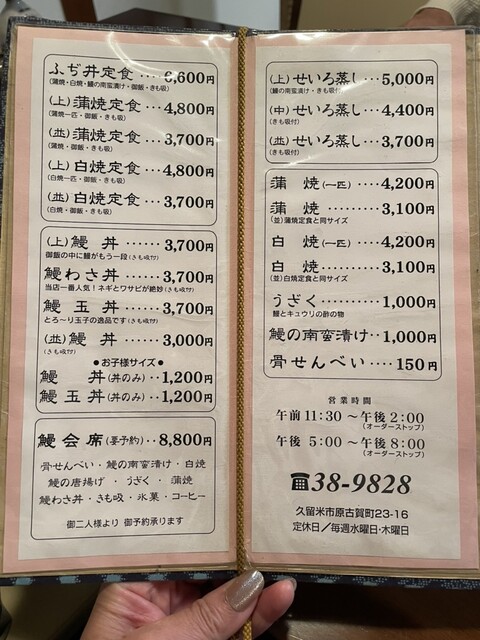 ふぢ丼定食‥‥6,600円
(蒲焼・白焼・鰻の南蛮漬け・御飯・きも吸)
(上)蒲焼定食‥4,800円
(蒲焼一匹・御飯・きも吸)
(並)蒲焼定食‥3,700円
(蒲焼・御飯・きも吸)
(上)白焼定食‥4,800円
(白焼一匹・御飯・きも吸)
(並)白焼定食‥3,700円
(白焼・御飯・きも吸)
(上)鰻 丼‥‥‥3,700円
御飯の中に鰻がもう一段(きも吸付)
鰻わさ丼‥‥‥3,700円
当店一番人気!ネギとワサビが絶妙(きも吸付)
鰻 玉 丼‥‥‥3,700円
とろ〜り玉子の逸品です(きも吸付)
(並)鰻 丼‥‥‥3,000円
(きも吸付)
●お子様サイズ●
鰻 丼(丼のみ)‥1,200円
鰻 玉 丼(丼のみ)‥1,200円
鰻会席(要予約)‥8,800円
骨せんべい・鰻の南蛮漬け・白焼
鰻の唐揚げ・うざく・蒲焼
鰻わさ丼・きも吸・氷菓・コーヒー
御二人様より 御予約承ります
(上)せいろ蒸し‥5,000円
(鰻の南蛮漬け・きも吸付)
(中)せいろ蒸し‥4,400円
(きも吸付)
(並)せいろ蒸し‥3,700円
(きも吸付)
蒲 焼(一匹)‥‥4,200円
蒲 焼‥‥‥‥3,100円
(並)蒲焼定食と同サイズ
白 焼(一匹)‥‥4,200円
白 焼‥‥‥‥3,100円
(並)白焼定食と同サイズ
うざく‥‥‥‥1,000円
鰻とキュウリの酢の物
鰻の南蛮漬け‥1,000円
骨せんべい‥‥150円
営業時間
午前11:30〜午後2:00
(オーダーストップ)
午後 5:00〜午後8:00
(オーダーストップ)
☎38-9828
久留米市原古賀町23-16
定休日/毎週水曜日・木曜日